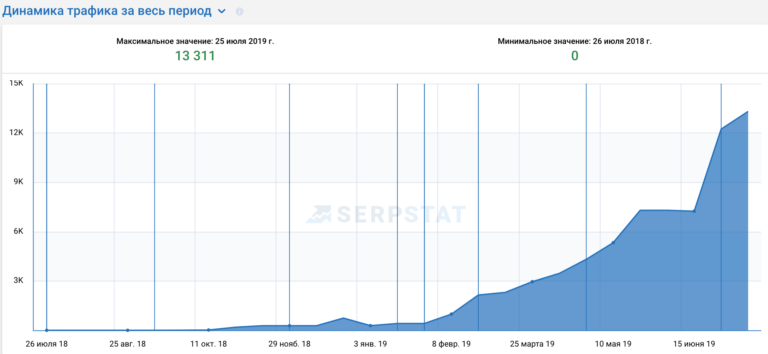 Динамика трафика за весь период
Максимальное значение: 25 июля 2019 г.
13 311
Минимальное значение: 26 июля 2018 г.
0
15K
12K
9K
6K
3K
SERPSTAT
26 июля 18
25 авг. 18
11 окт. 18
29 нояб. 18
3 янв. 19
8 февр. 19
25 марта 19
10 мая 19
15 июня 19